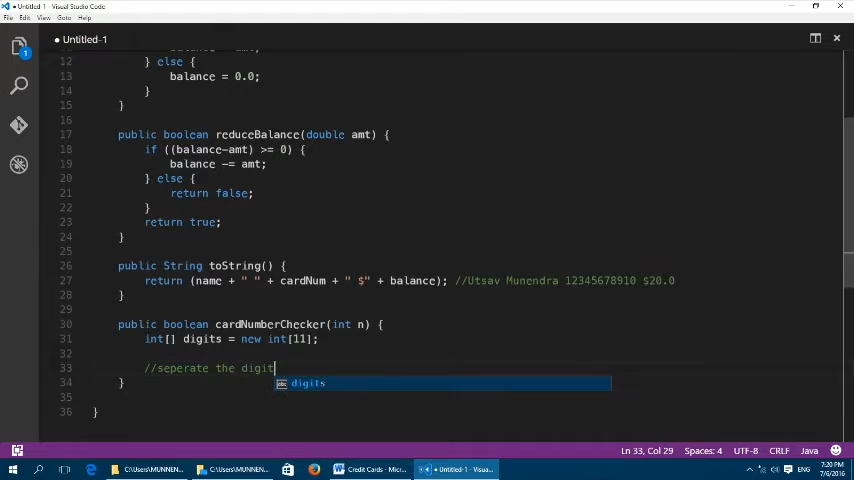 ● Untitled-1 - Visual Studio Code
File Edit View Goto Help
● Untitled-1
1
12 } else {
13 balance = 0.0;
14 }
15 }
16
17 public boolean reduceBalance(double amt) {
18 if ((balance-amt) >= 0) {
19 balance -= amt;
20 } else {
21 return false;
22 }
23 return true;
24 }
25
26 public String toString() {
27 return (name + " " + cardNum + " $" + balance); //Utsav Munendra 12345678910 $20.0
28 }
29
30 public boolean cardNumberChecker(int n) {
31 int[] digits = new int[11];
32
33 //seperate the digit
abc digits
34 }
35
36 }
Ln 33, Col 29 Spaces: 4 UTF-8 CRLF Java
C:\Users\MUNNEN... C:\Users\MUNNEN... Credit Cards - Micr... ● Untitled-1 - Visua... ENG 7:20 PM
7/6/2016